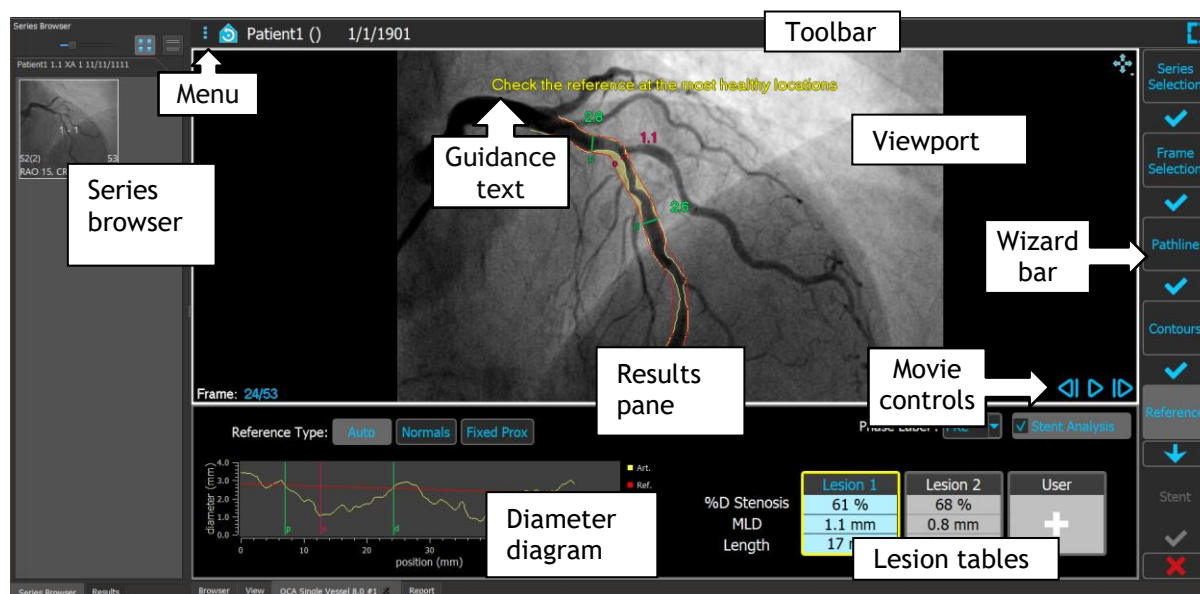 Series Browser
Patient1 1.1 XA 1 11/11/1111
1 - 1
S2(2) 53
RAO 15, CR
Series
browser
Patient1 () 1/1/1901
Toolbar
Menu
Check the reference at the most healthy locations
2.8
1.1
2.6
p
o
d
Guidance
text
Viewport
Wizard
bar
Results
pane
Movie
controls
Frame: 24/53
Series
Selection
Frame
Selection
Pathline
Contours
Reference
Stent
Reference Type: Auto Normals Fixed Prox
Phase Label : PRE Stent Analysis
diameter (mm)
4.0
3.0
2.0
1.0
0.0
p
d
0 10 20 30
position (mm)
Art.
Ref.
Diameter
diagram
Lesion 1 Lesion 2 User
%D Stenosis 61 % 68 %
MLD 1.1 mm 0.8 mm
Length 17
Lesion tables
Series Browser Results Browser View QCA Single Vessel 8.0 #1 Report